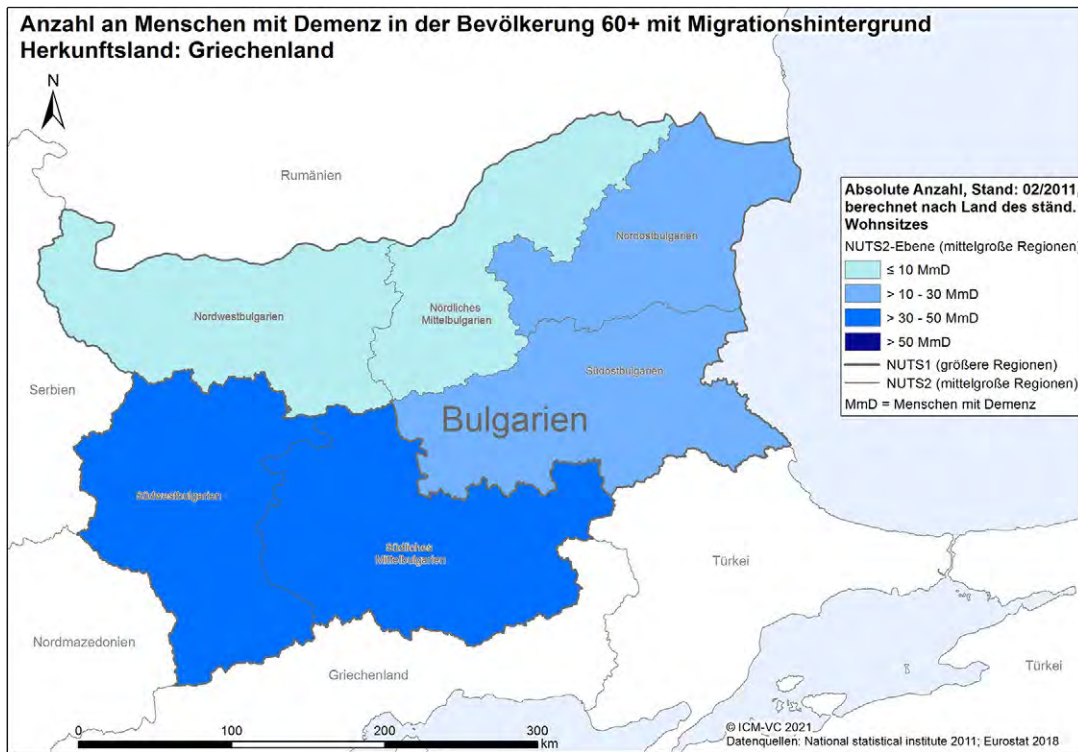 Anzahl an Menschen mit Demenz in der Bevölkerung 60+ mit Migrationshintergrund
Herkunftsland: Griechenland
N
Rumänien
Absolute Anzahl, Stand: 02/2011,
berechnet nach Land des ständ.
Wohnsitzes
NUTS2-Ebene (mittelgroße Regionen)
≤ 10 MmD
> 10 - 30 MmD
> 30 - 50 MmD
> 50 MmD
NUTS1 (größere Regionen)
NUTS2 (mittelgroße Regionen)
MmD = Menschen mit Demenz
Nordostbulgarien
Nördliches
Mittelbulgarien
Nordwestbulgarien
Serbien
Südostbulgarien
Bulgarien
Südwestbulgarien
Südliches
Mittelbulgarien
Türkei
Nordmazedonien
Griechenland
Türkei
0 100 200 300
km
© ICM-VC 2021
Datenquellen: National statistical institute 2011; Eurostat 2018